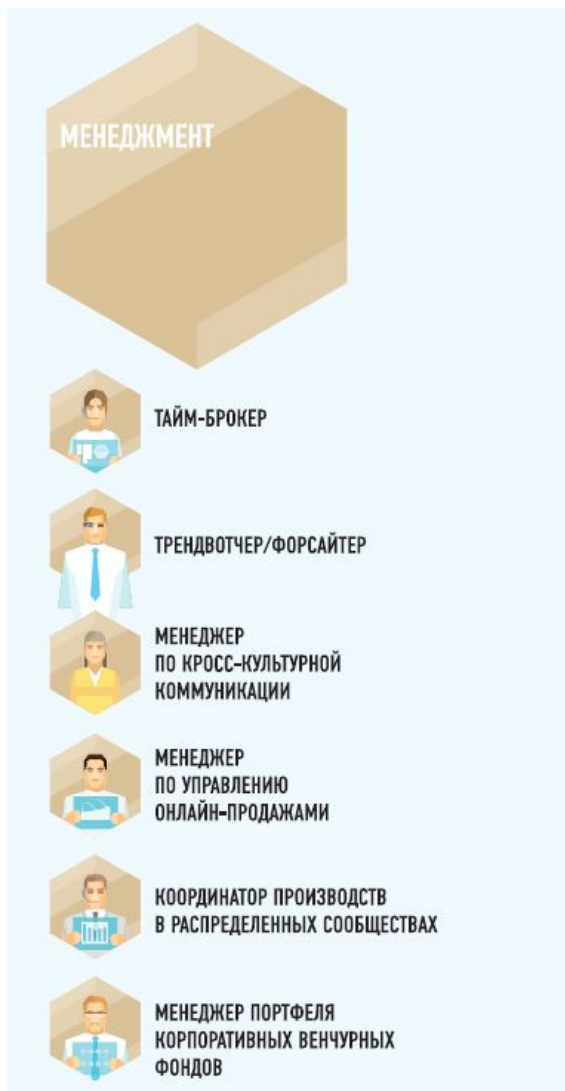 МЕНЕДЖМЕНТ
ТАЙМ-БРОКЕР
ТРЕНДВОТЧЕР/ФОРСАЙТЕР
МЕНЕДЖЕР
ПО КРОСС-КУЛЬТУРНОЙ
КОММУНИКАЦИИ
МЕНЕДЖЕР
ПО УПРАВЛЕНИЮ
ОНЛАЙН-ПРОДАЖАМИ
КООРДИНАТОР ПРОИЗВОДСТВ
В РАСПРЕДЕЛЕННЫХ СООБЩЕСТВАХ
МЕНЕДЖЕР ПОРТФЕЛЯ
КОРПОРАТИВНЫХ ВЕНЧУРНЫХ
ФОНДОВ